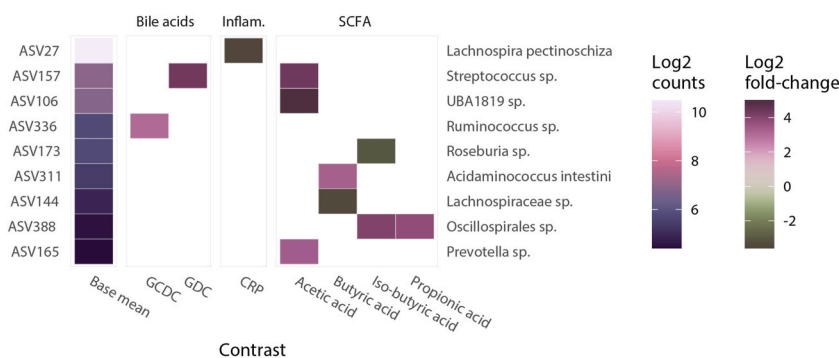 Bile acids Inflam. SCFA
ASV27 Lachnospira pectinoschiza
ASV157 Streptococcus sp.
ASV106 UBA1819 sp.
ASV336 Ruminococcus sp.
ASV173 Roseburia sp.
ASV311 Acidaminococcus intestini
ASV144 Lachnospiraceae sp.
ASV388 Oscillospirales sp.
ASV165 Prevotella sp.
Base mean
GCDC
GDC
CRP
Acetic acid
Butyric acid
Iso-butyric acid
Propionic acid
Contrast
Log2
counts
10
8
6
Log2
fold-change
4
2
0
-2